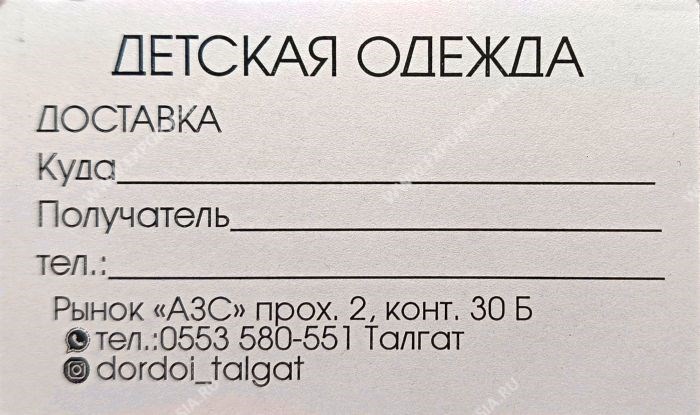 ДЕТСКАЯ ОДЕЖДА
ДОСТАВКА
Куда
Получатель
тел.:
Рынок «АЗС» прох. 2, конт. 30 Б
тел.:0553 580-551 Талгат
dordoi_talgat